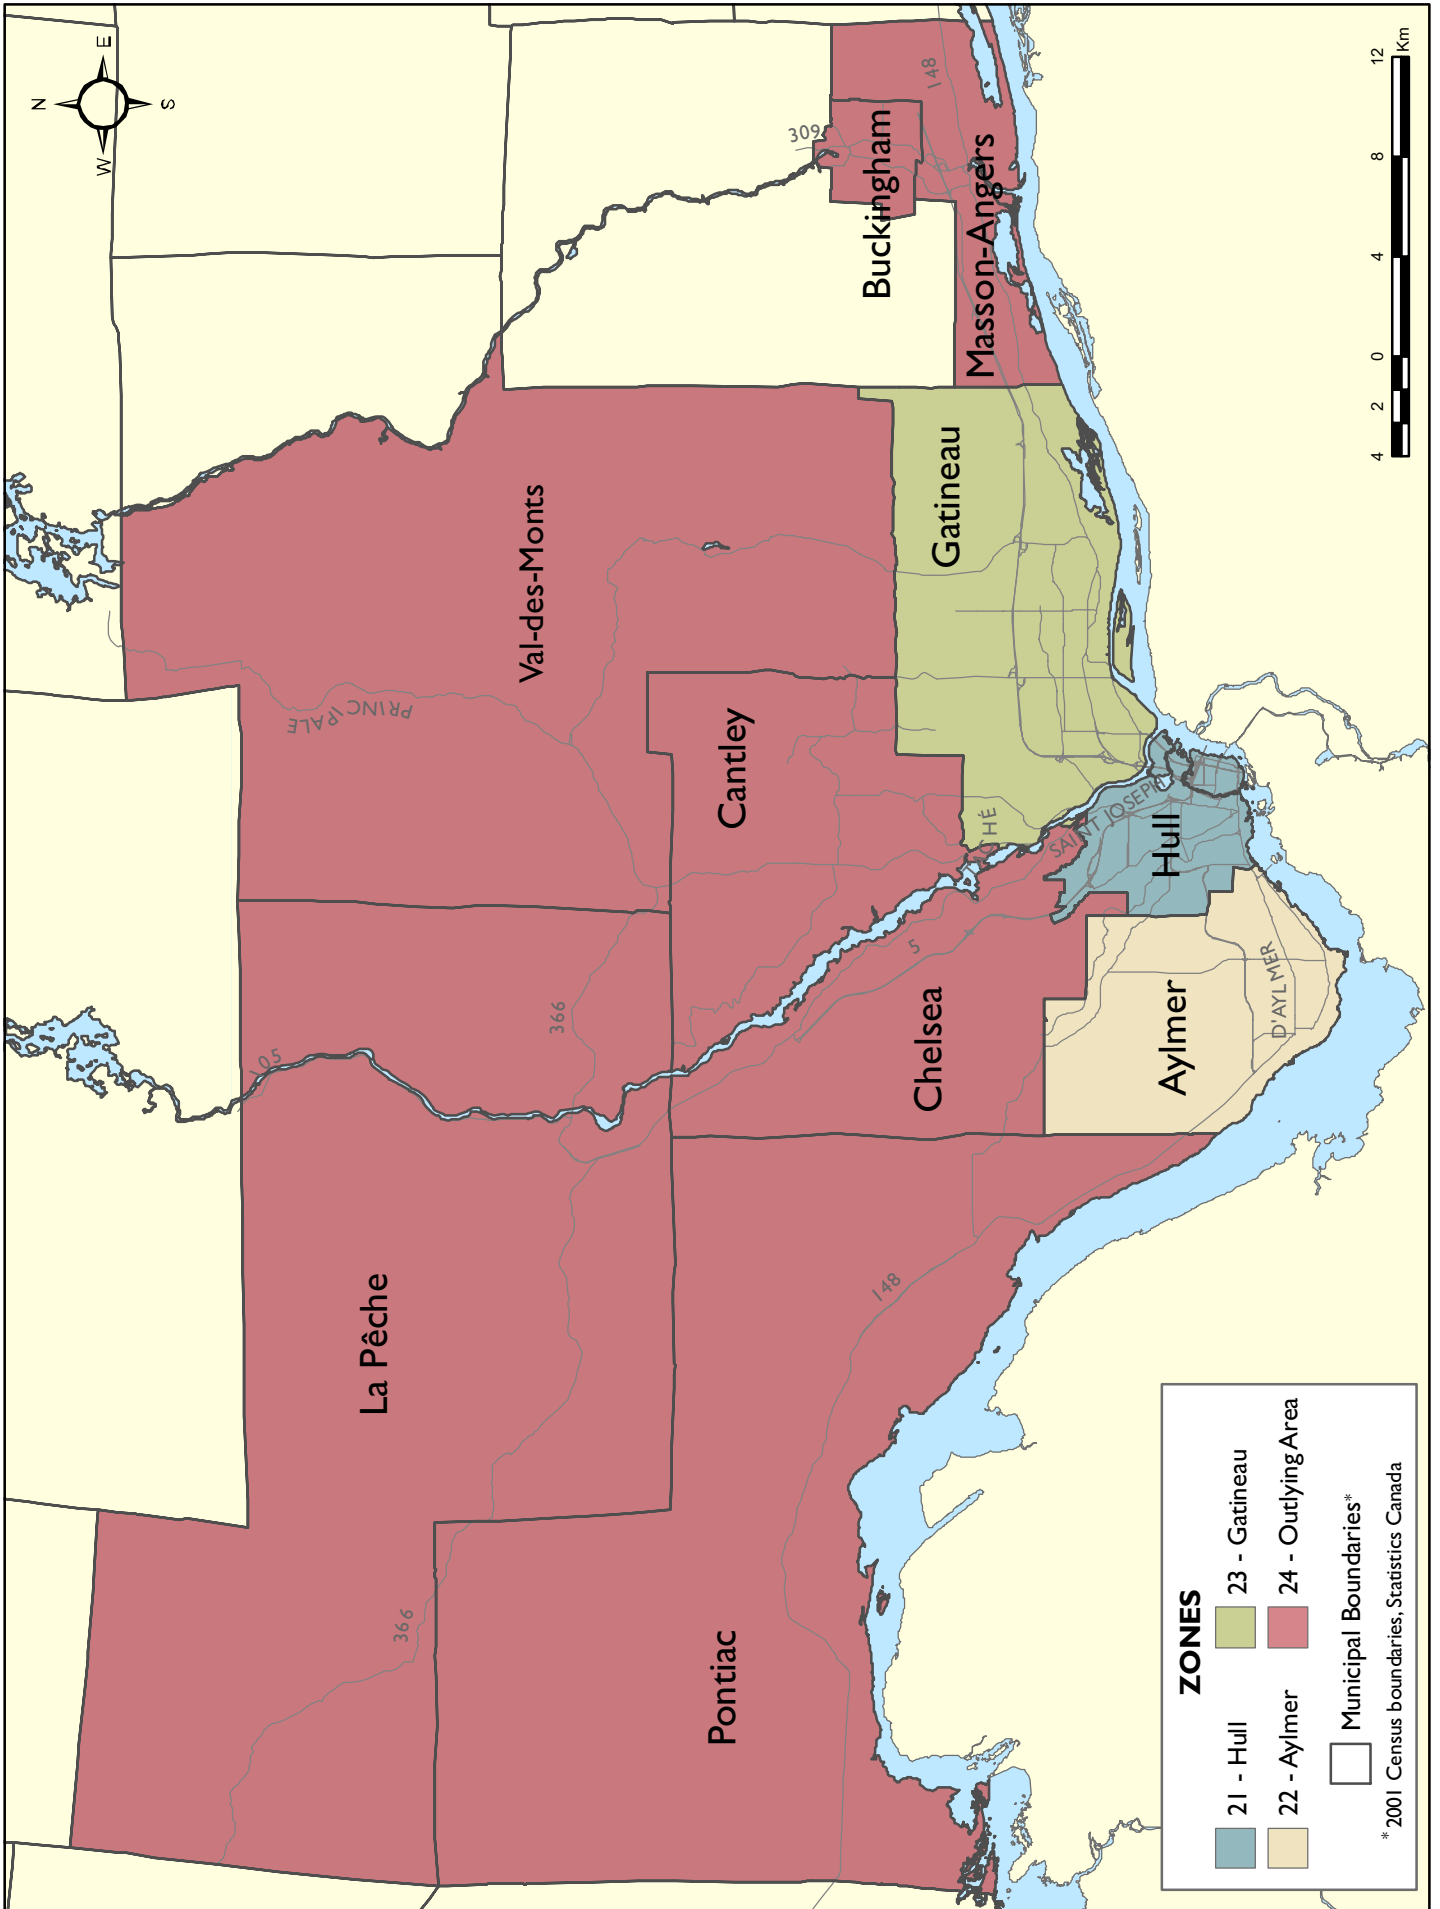 N
W
E
S
PRINCIPALE
309
148
Buckingham
Masson-Angers
Val-des-Monts
Gatineau
Cantley
366
105
La Pêche
5
Chelsea
SAINT JOSEPH
Hull
Aylmer
D'AYLMER
148
366
Pontiac
4 2 0 4 8 12
Km
ZONES
21 - Hull
23 - Gatineau
22 - Aylmer
24 - Outlying Area
Municipal Boundaries*
* 2001 Census boundaries, Statistics Canada